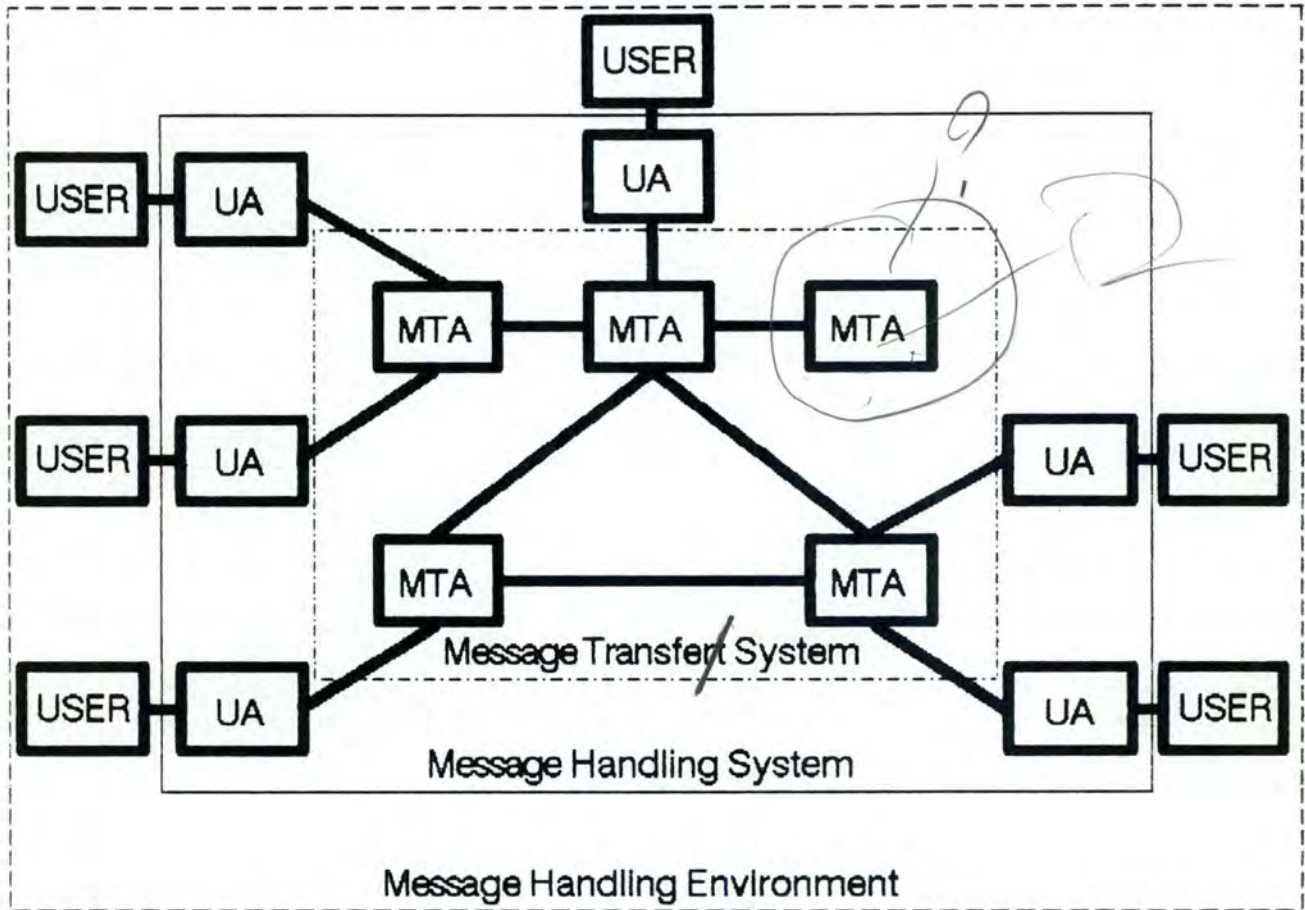 USER
USER UA UA
MTA MTA MTA
USER UA UA USER
MTA MTA
Message Transfert System
USER UA UA USER
Message Handling System
Message Handling Environment